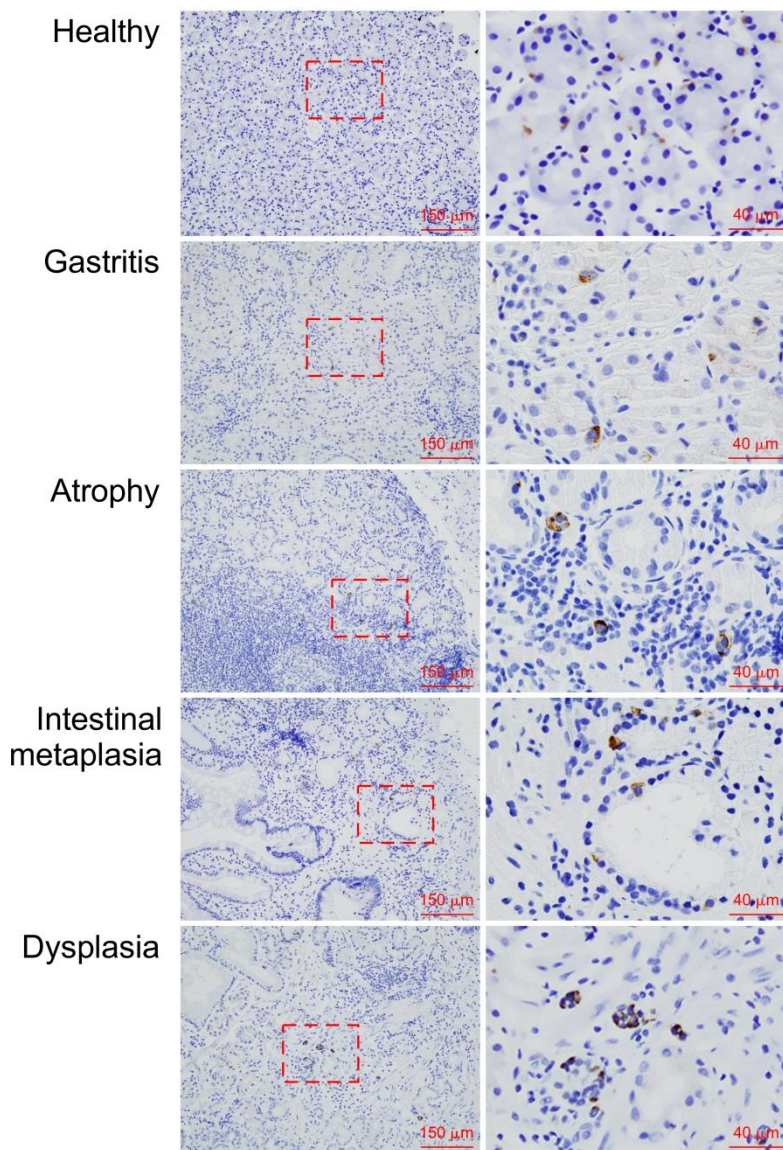 Healthy
150 μm
40 μm
Gastritis
150 μm
40 μm
Atrophy
150 μm
40 μm
Intestinal
metaplasia
150 μm
40 μm
Dysplasia
150 μm
40 μm